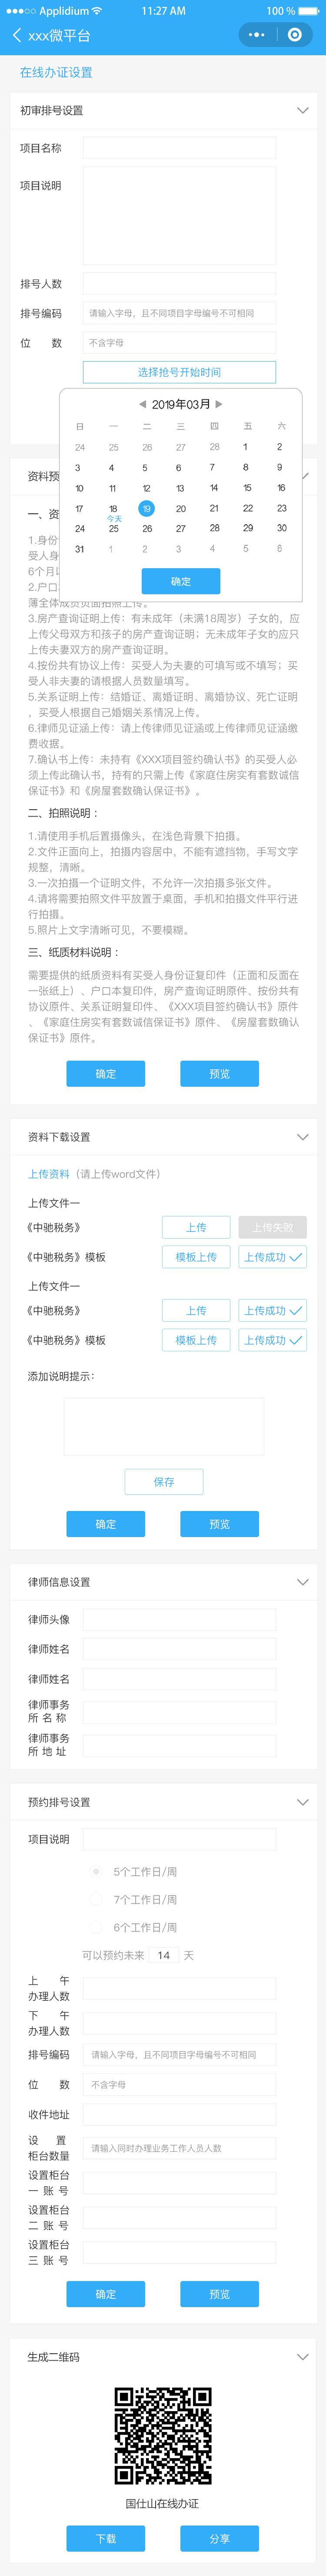 Applidium 11:27 AM 100 %
xxx微平台
在线办证设置
初审排号设置
项目名称
项目说明
排号人数
排号编码 请输入字母，且不同项目字母编号不可相同
位 数 不含字母
选择抢号开始时间
2019年03月
日 一 二 三 四 五 六
24 25 26 27 28 1 2
3 4 5 6 7 8 9
10 11 12 13 14 15 16
17 18 19 20 21 22 23
今天
24 25 26 27 28 29 30
31 1 2 3 4 5 6
确定
资料预
一、资
1.身份
受人身
6个月以
2.户口
薄全体成员页面拍照上传。
3.房产查询证明上传：有未成年（未满18周岁）子女的，应
上传父母双方和孩子的房产查询证明；无未成年子女的应只
上传夫妻双方的房产查询证明。
4.按份共有协议上传：买受人为夫妻的可填写或不填写；买
受人非夫妻的请根据人员数量填写。
5.关系证明上传：结婚证、离婚证明、离婚协议、死亡证明
，买受人根据自己婚姻关系情况上传。
6.律师见证函上传：请上传律师见证函或上传律师见证函缴
费收据。
7.确认书上传：未持有《XXX项目签约确认书》的买受人必
须上传此确认书，持有的只需上传《家庭住房实有套数诚信
保证书》和《房屋套数确认保证书》。
二、拍照说明：
1.请使用手机后置摄像头，在浅色背景下拍摄。
2.文件正面向上，拍摄内容居中，不能有遮挡物，手写文字
规整，清晰。
3.一次拍摄一个证明文件，不允许一次拍摄多张文件。
4.请将需要拍照文件平放置于桌面，手机和拍摄文件平行进
行拍摄。
5.照片上文字清晰可见，不要模糊。
三、纸质材料说明：
需要提供的纸质资料有买受人身份证复印件（正面和反面在
一张纸上）、户口本复印件，房产查询证明原件、按份共有
协议原件、关系证明复印件、《XXX项目签约确认书》原件
、《家庭住房实有套数诚信保证书》原件、《房屋套数确认
保证书》原件。
确定 预览
资料下载设置
上传资料（请上传word文件）
上传文件一
《中驰税务》 上传 上传失败
《中驰税务》模板 模板上传 上传成功
上传文件一
《中驰税务》 上传 上传成功
《中驰税务》模板 模板上传 上传成功
添加说明提示：
保存
确定 预览
律师信息设置
律师头像
律师姓名
律师姓名
律师事务
所 名 称
律师事务
所 地 址
预约排号设置
项目说明
5个工作日/周
7个工作日/周
6个工作日/周
可以预约未来 14 天
上 午
办理人数
下 午
办理人数
排号编码 请输入字母，且不同项目字母编号不可相同
位 数 不含字母
收件地址
设 置
柜台数量 请输入同时办理业务工作人员人数
设置柜台
一 账 号
设置柜台
二 账 号
设置柜台
三 账 号
确定 预览
生成二维码
国仕山在线办证
下载 分享